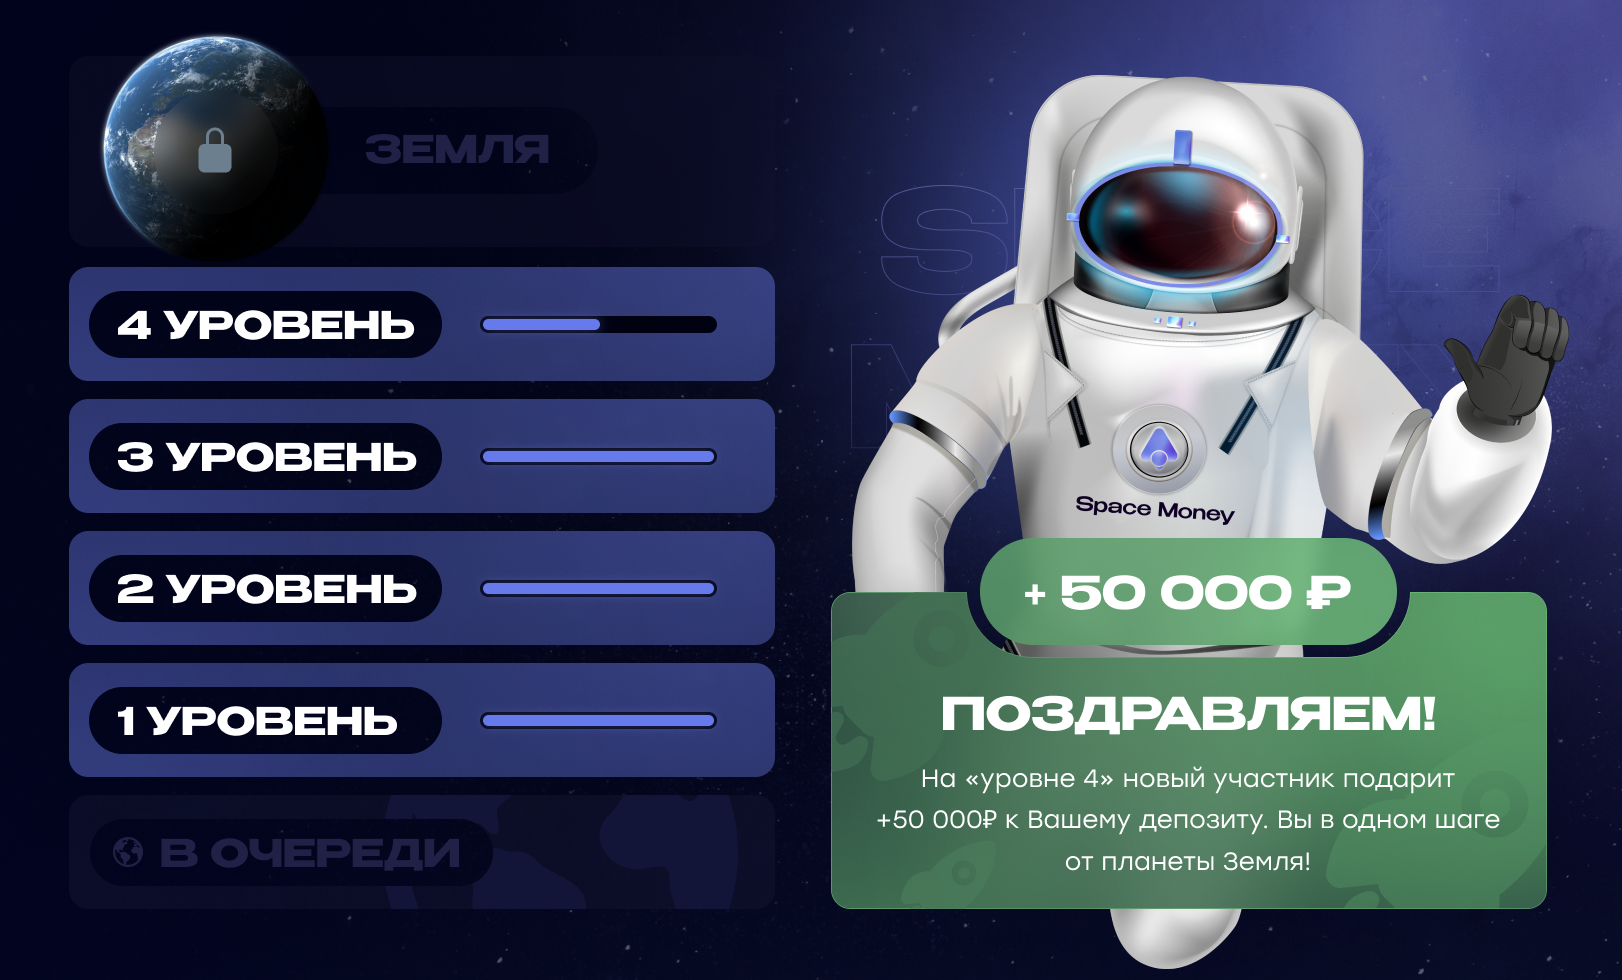 ЗЕМЛЯ
4 УРОВЕНЬ
3 УРОВЕНЬ
2 УРОВЕНЬ
1 УРОВЕНЬ
В ОЧЕРЕДИ
Space Money
+ 50 000 ₽
ПОЗДРАВЛЯЕМ!
На «уровне 4» новый участник подарит
+50 000₽ к Вашему депозиту. Вы в одном шаге
от планеты Земля!